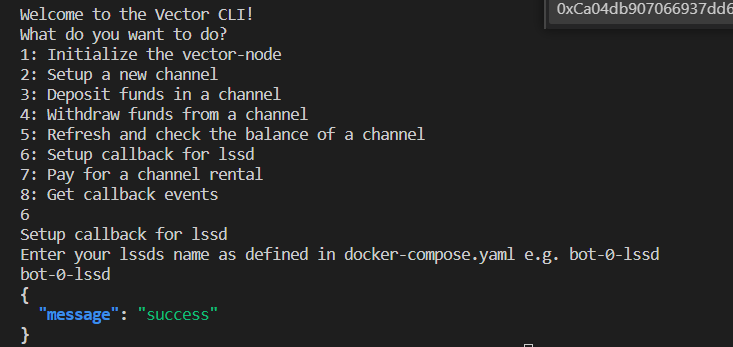 0xCa04db907066937dd6
Welcome to the Vector CLI!
What do you want to do?
1: Initialize the vector-node
2: Setup a new channel
3: Deposit funds in a channel
4: Withdraw funds from a channel
5: Refresh and check the balance of a channel
6: Setup callback for lssd
7: Pay for a channel rental
8: Get callback events
6
Setup callback for lssd
Enter your lssds name as defined in docker-compose.yaml e.g. bot-0-lssd
bot-0-lssd
{
  "message": "success"
}